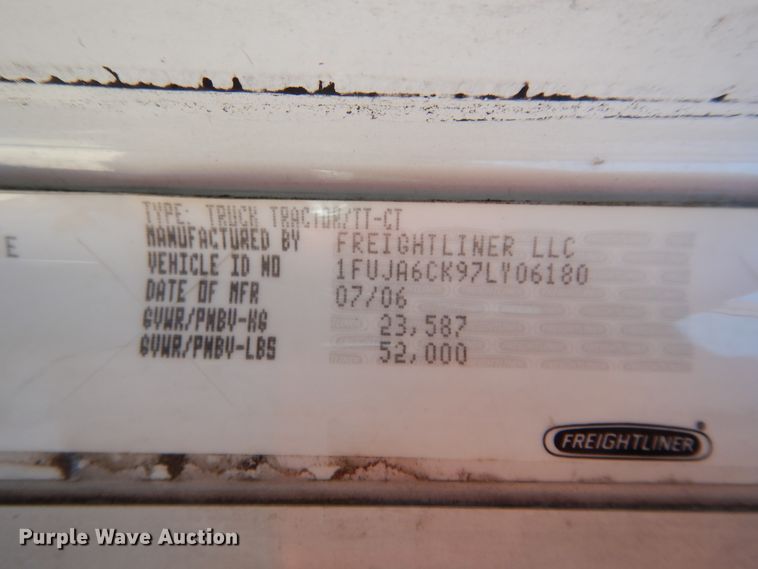 TYPE: TRUCK TRACTOR/TT-CT
E
MANUFACTURED BY FREIGHTLINER LLC
VEHICLE ID NO 1FUJA6CK97LY06180
DATE OF MFR 07/06
GVWR/PNBV-KG 23,587
GVWR/PNBV-LBS 52,000
FREIGHTLINER®
Purple Wave Auction